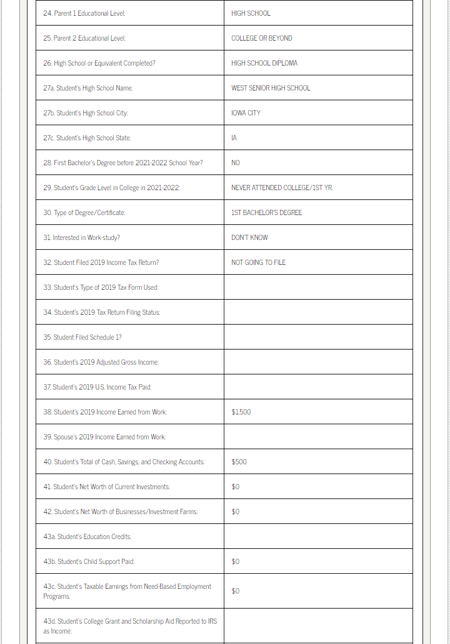 24. Parent 1 Educational Level: HIGH SCHOOL
25. Parent 2 Educational Level: COLLEGE OR BEYOND
26. High School or Equivalent Completed? HIGH SCHOOL DIPLOMA
27a. Student's High School Name: WEST SENIOR HIGH SCHOOL
27b. Student's High School City: IOWA CITY
27c. Student's High School State: IA
28. First Bachelor's Degree before 2021-2022 School Year? NO
29. Student's Grade Level in College in 2021-2022: NEVER ATTENDED COLLEGE/1ST YR.
30. Type of Degree/Certificate: 1ST BACHELOR'S DEGREE
31. Interested in Work-study? DON'T KNOW
32. Student Filed 2019 Income Tax Return? NOT GOING TO FILE
33. Student's Type of 2019 Tax Form Used:
34. Student's 2019 Tax Return Filing Status:
35. Student Filed Schedule 1?
36. Student's 2019 Adjusted Gross Income:
37. Student's 2019 U.S. Income Tax Paid:
38. Student's 2019 Income Earned from Work: $1,500
39. Spouse's 2019 Income Earned from Work:
40. Student's Total of Cash, Savings, and Checking Accounts: $500
41. Student's Net Worth of Current Investments: $0
42. Student's Net Worth of Businesses/Investment Farms: $0
43a. Student's Education Credits:
43b. Student's Child Support Paid: $0
43c. Student's Taxable Earnings from Need-Based Employment
Programs: $0
43d. Student's College Grant and Scholarship Aid Reported to IRS
as Income: